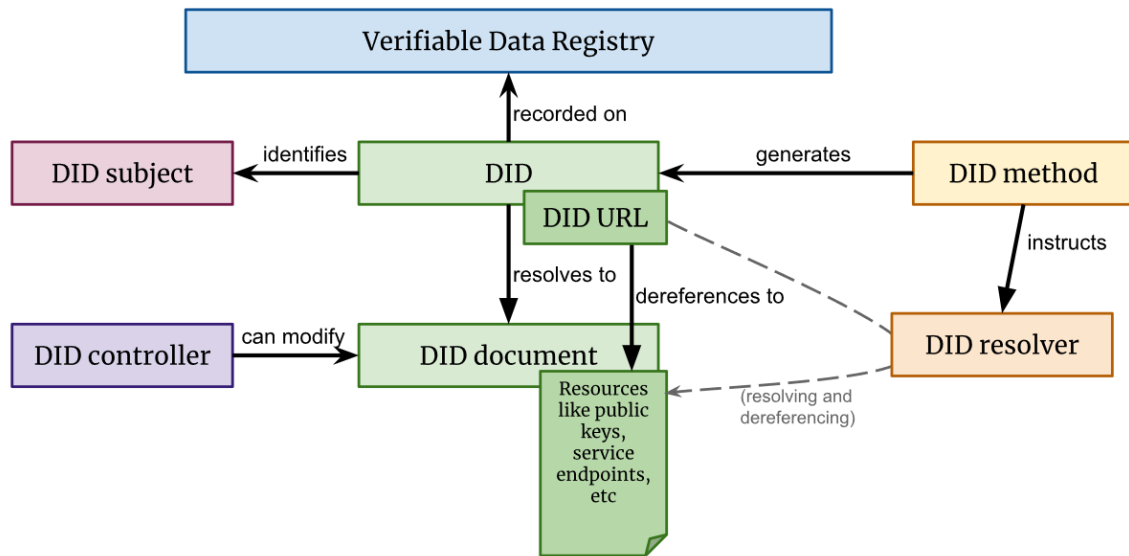 Verifiable Data Registry
recorded on
DID subject
identifies
DID
generates
DID method
DID URL
instructs
resolves to
dereferences to
DID controller
can modify
DID document
DID resolver
Resources
like public
keys,
service
endpoints,
etc
(resolving and
dereferencing)